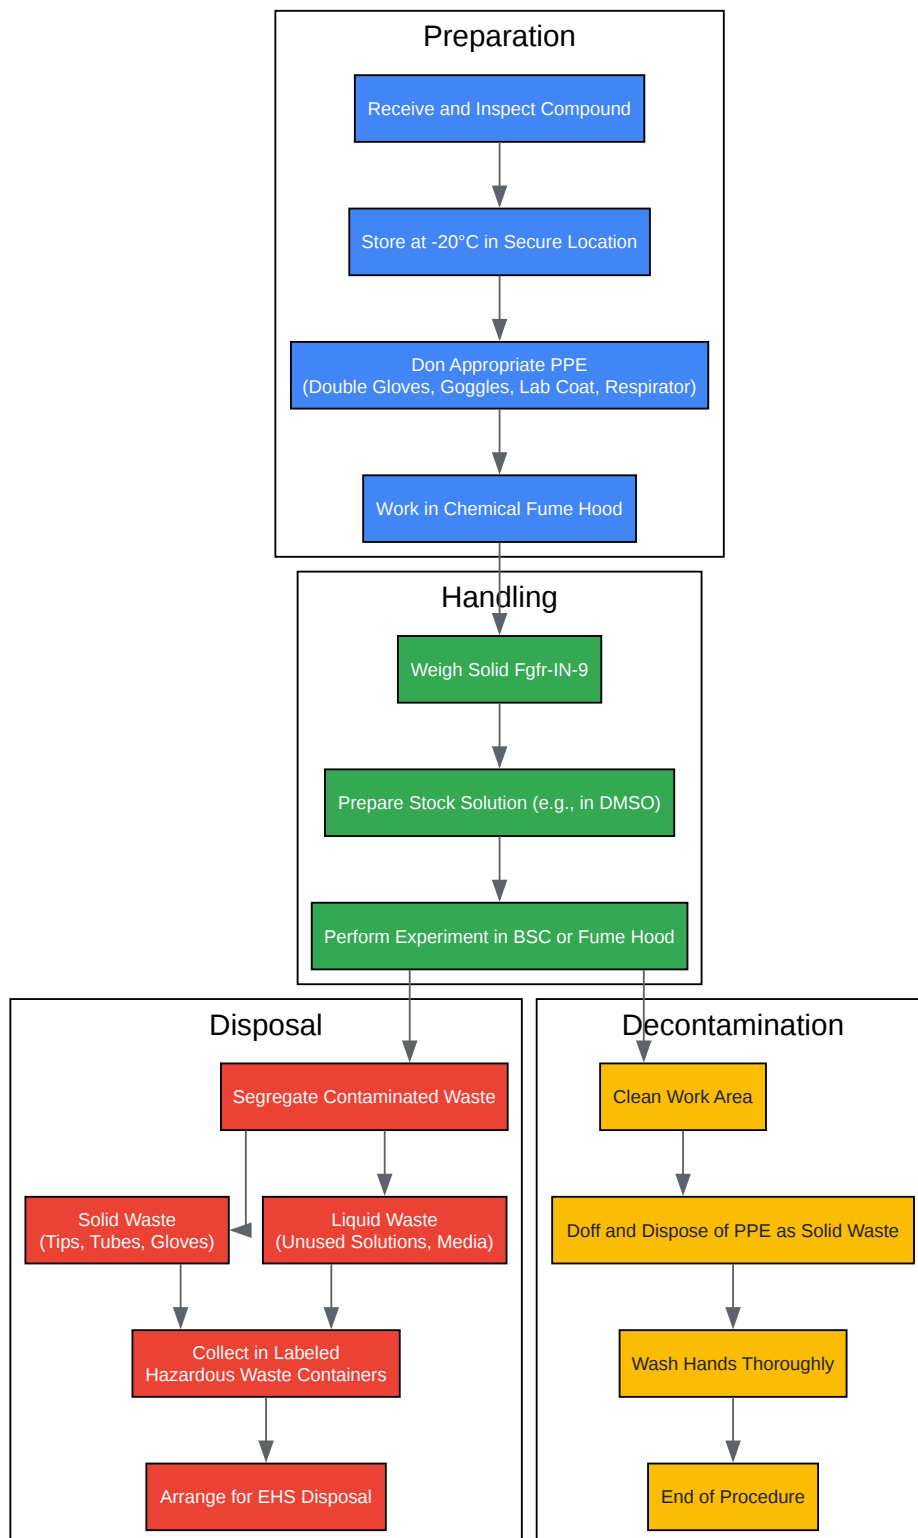 Preparation
Receive and Inspect Compound
Store at -20°C in Secure Location
Don Appropriate PPE
(Double Gloves, Goggles, Lab Coat, Respirator)
Work in Chemical Fume Hood
Handling
Weigh Solid Fgfr-IN-9
Prepare Stock Solution (e.g., in DMSO)
Perform Experiment in BSC or Fume Hood
Disposal
Segregate Contaminated Waste
Solid Waste
(Tips, Tubes, Gloves)
Liquid Waste
(Unused Solutions, Media)
Collect in Labeled
Hazardous Waste Containers
Arrange for EHS Disposal
Decontamination
Clean Work Area
Doff and Dispose of PPE as Solid Waste
Wash Hands Thoroughly
End of Procedure